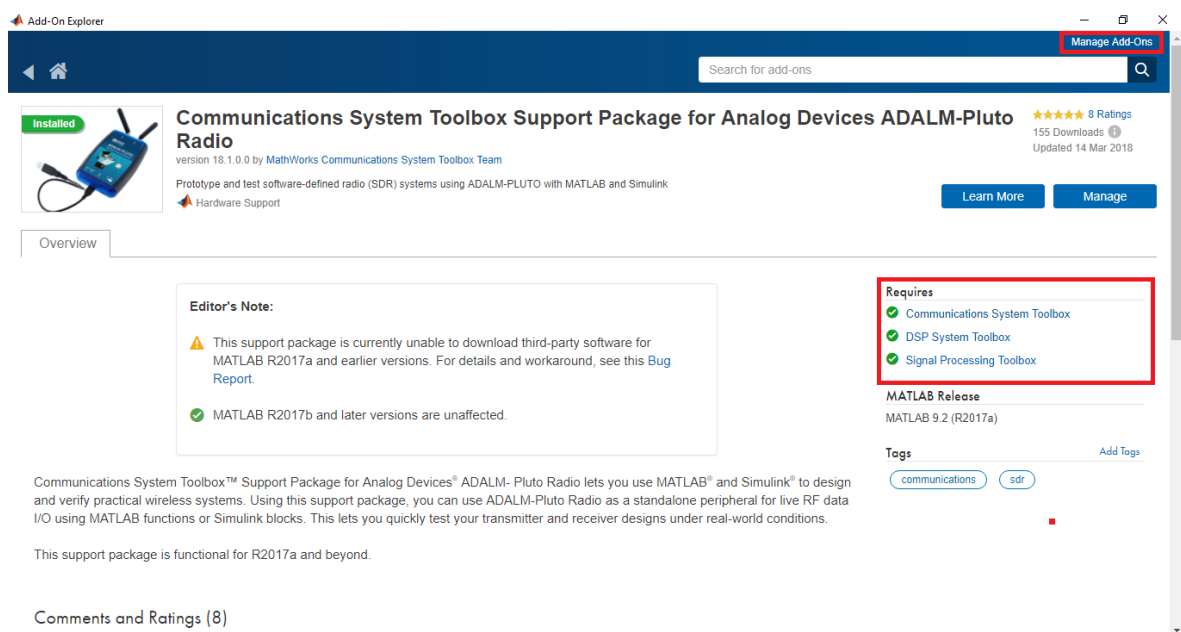 Add-On Explorer
Manage Add-Ons
Search for add-ons
Installed
Communications System Toolbox Support Package for Analog Devices ADALM-Pluto
Radio
8 Ratings
155 Downloads
Updated 14 Mar 2018
version 18.1.0.0 by MathWorks Communications System Toolbox Team
Prototype and test software-defined radio (SDR) systems using ADALM-PLUTO with MATLAB and Simulink
Hardware Support
Learn More
Manage
Overview
Editor's Note:
This support package is currently unable to download third-party software for
MATLAB R2017a and earlier versions. For details and workaround, see this Bug
Report.
MATLAB R2017b and later versions are unaffected.
Requires
Communications System Toolbox
DSP System Toolbox
Signal Processing Toolbox
MATLAB Release
MATLAB 9.2 (R2017a)
Tags
Add Tags
communications
sdr
Communications System Toolbox™ Support Package for Analog Devices® ADALM- Pluto Radio lets you use MATLAB® and Simulink® to design
and verify practical wireless systems. Using this support package, you can use ADALM-Pluto Radio as a standalone peripheral for live RF data
I/O using MATLAB functions or Simulink blocks. This lets you quickly test your transmitter and receiver designs under real-world conditions.
This support package is functional for R2017a and beyond.
Comments and Ratings (8)